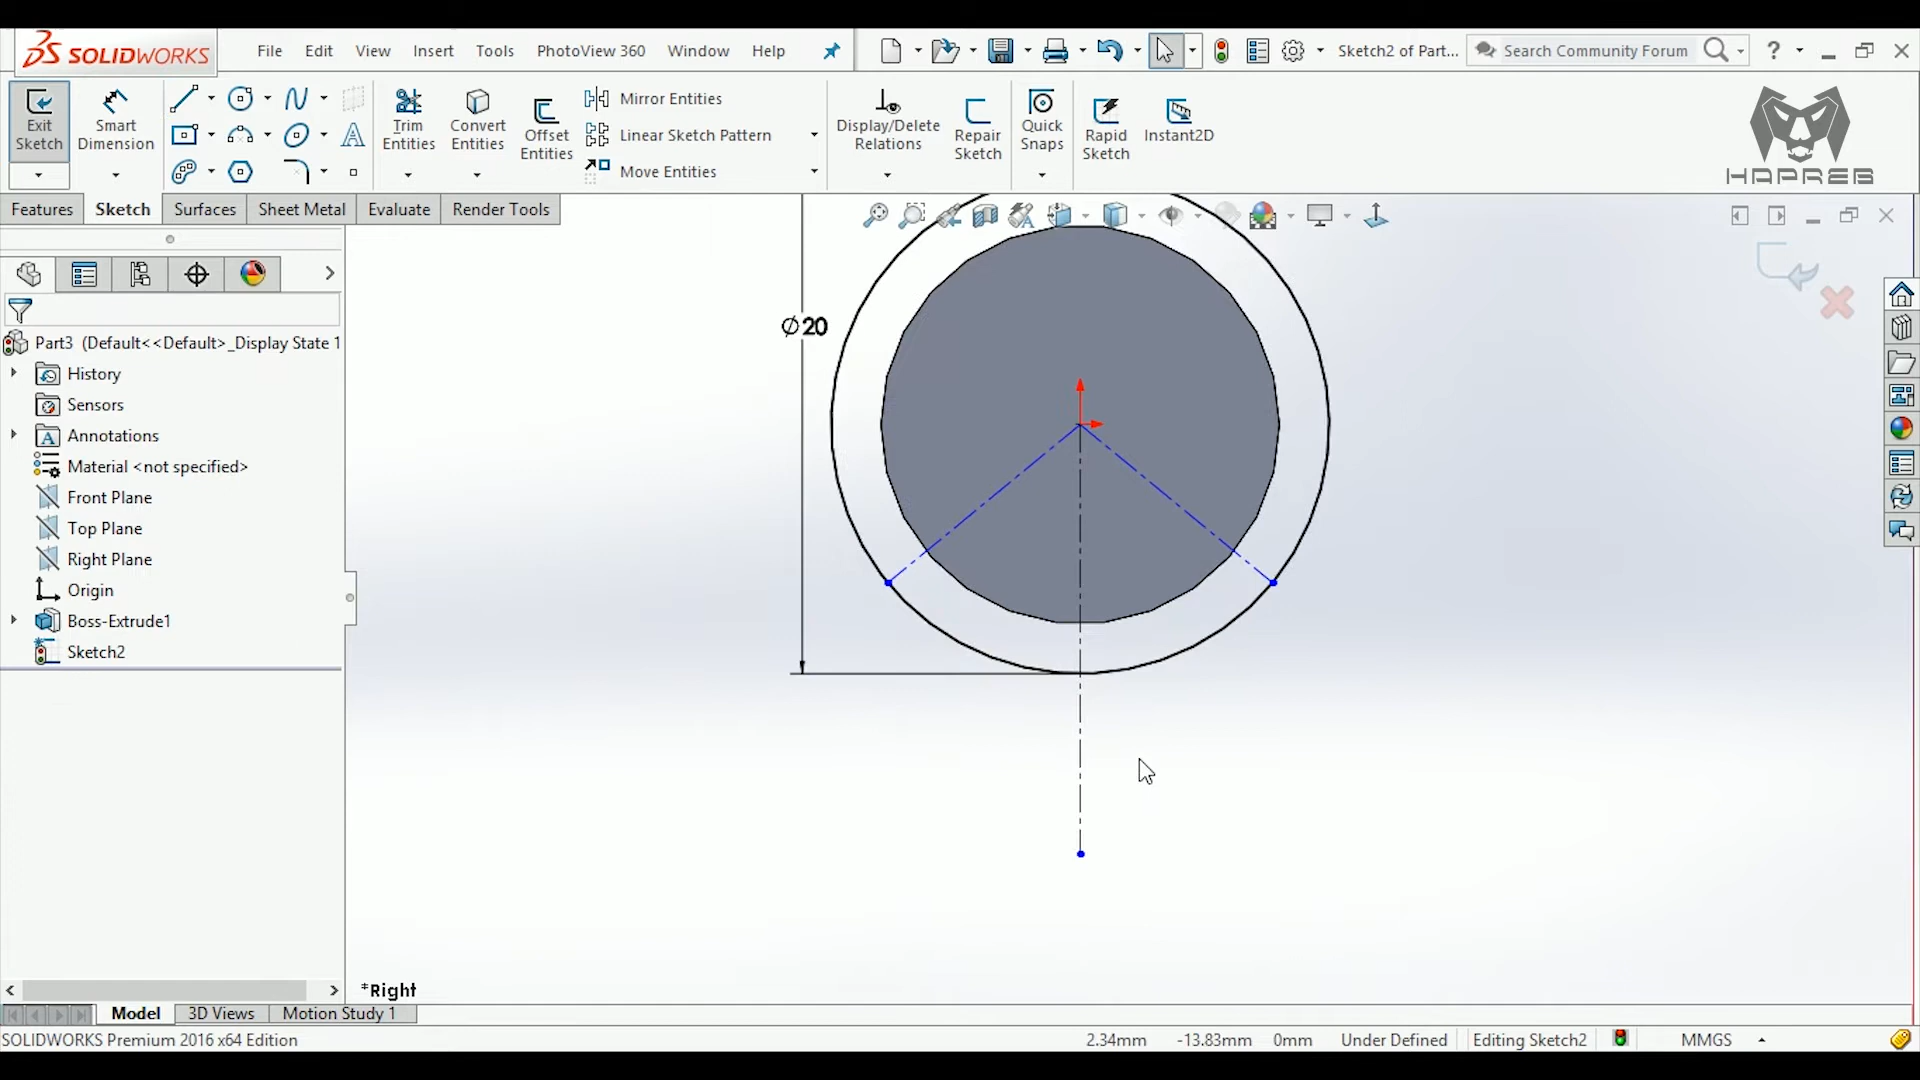 SOLIDWORKS
File Edit View Insert Tools PhotoView 360 Window Help
Sketch2 of Part...
Search Community Forum
?
Exit Sketch
Smart Dimension
Trim Entities
Convert Entities
Offset Entities
Mirror Entities
Linear Sketch Pattern
Move Entities
Display/Delete Relations
Repair Sketch
Quick Snaps
Rapid Sketch
Instant2D
HAPREB
Features Sketch Surfaces Sheet Metal Evaluate Render Tools
Part3 (Default<<Default>_Display State 1
History
Sensors
Annotations
Material <not specified>
Front Plane
Top Plane
Right Plane
Origin
Boss-Extrude1
Sketch2
∅20
*Right
Model 3D Views Motion Study 1
SOLIDWORKS Premium 2016 x64 Edition
2.34mm -13.83mm 0mm Under Defined Editing Sketch2 MMGS